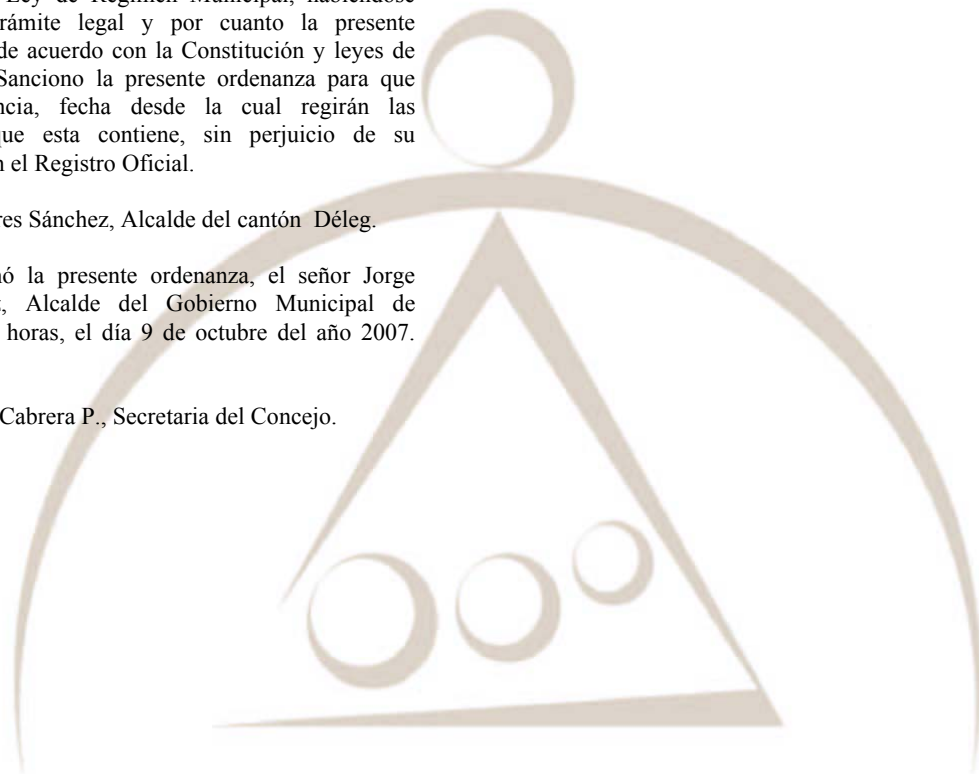 Ley de Régimen Municipal, habiéndose
rámite legal y por cuanto la presente
de acuerdo con la Constitución y leyes de
Sanciono la presente ordenanza para que
ncia, fecha desde la cual regirán las
que esta contiene, sin perjuicio de su
n el Registro Oficial.
res Sánchez, Alcalde del cantón Déleg.
nó la presente ordenanza, el señor Jorge
z, Alcalde del Gobierno Municipal de
horas, el día 9 de octubre del año 2007.
Cabrera P., Secretaria del Concejo.